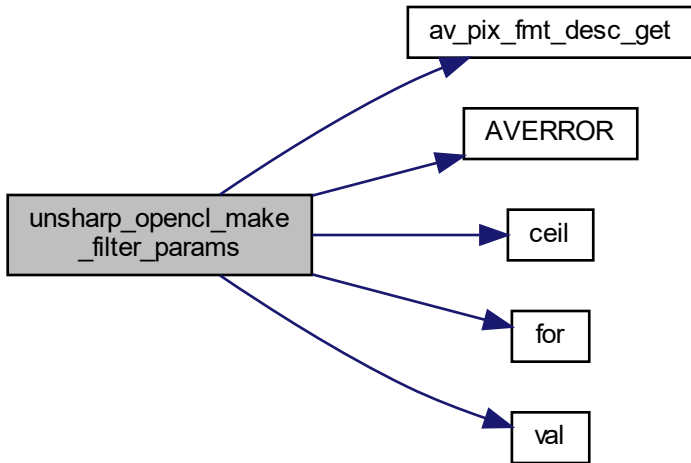 av_pix_fmt_desc_get
AVERROR
unsharp_opencl_make
_filter_params
ceil
for
val